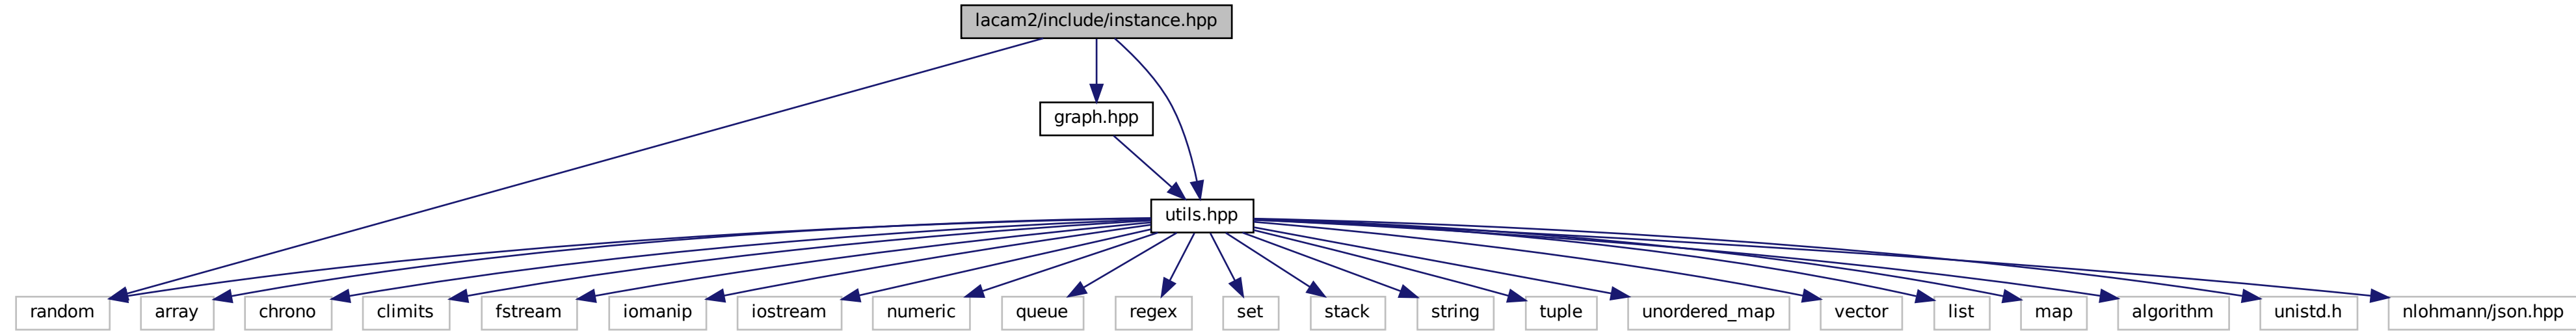 lacam2/include/instance.hpp
graph.hpp
utils.hpp
random
array
chrono
climits
fstream
iomanip
iostream
numeric
queue
regex
set
stack
string
tuple
unordered_map
vector
list
map
algorithm
unistd.h
nlohmann/json.hpp